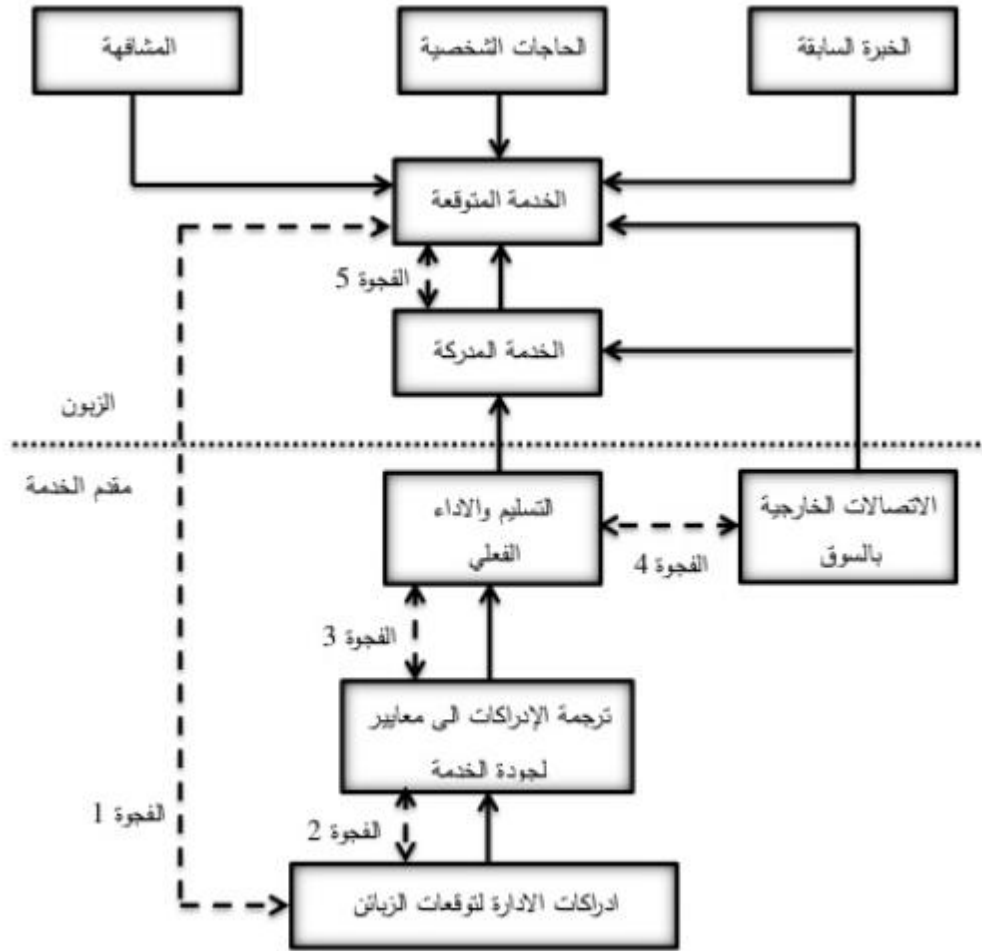 الخبرة السابقة
الحاجات الشخصية
المشافهة
الخدمة المتوقعة
الفجوة 5
الخدمة المدركة
الزبون
مقدم الخدمة
الاتصالات الخارجية
بالسوق
التسليم والاداء
الفعلي
الفجوة 4
الفجوة 3
ترجمة الإدراكات الى معايير
لجودة الخدمة
الفجوة 1
الفجوة 2
ادراكات الادارة لتوقعات الزبائن